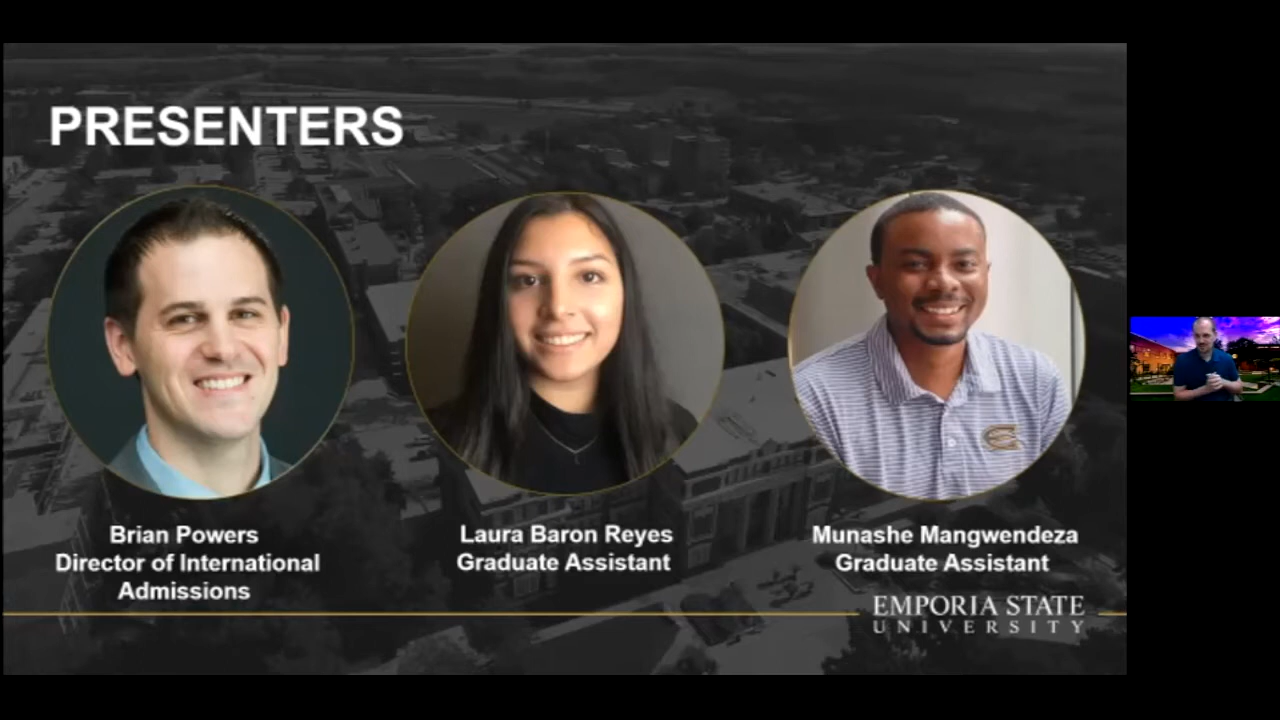 PRESENTERS
Brian Powers
Director of International
Admissions
Laura Baron Reyes
Graduate Assistant
Munashe Mangwendeza
Graduate Assistant
EMPORIA STATE
UNIVERSITY